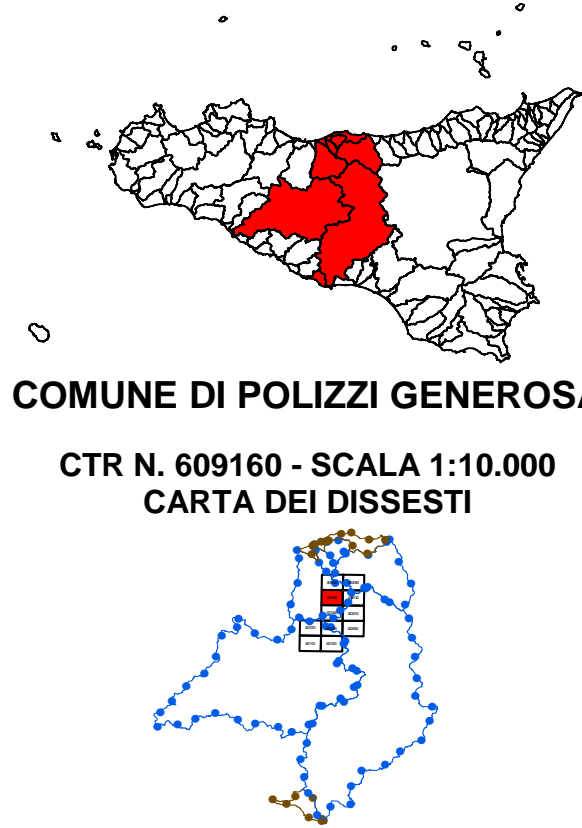 COMUNE DI POLIZZI GENEROSA
CTR N. 609160 - SCALA 1:10.000
CARTA DEI DISSESTI